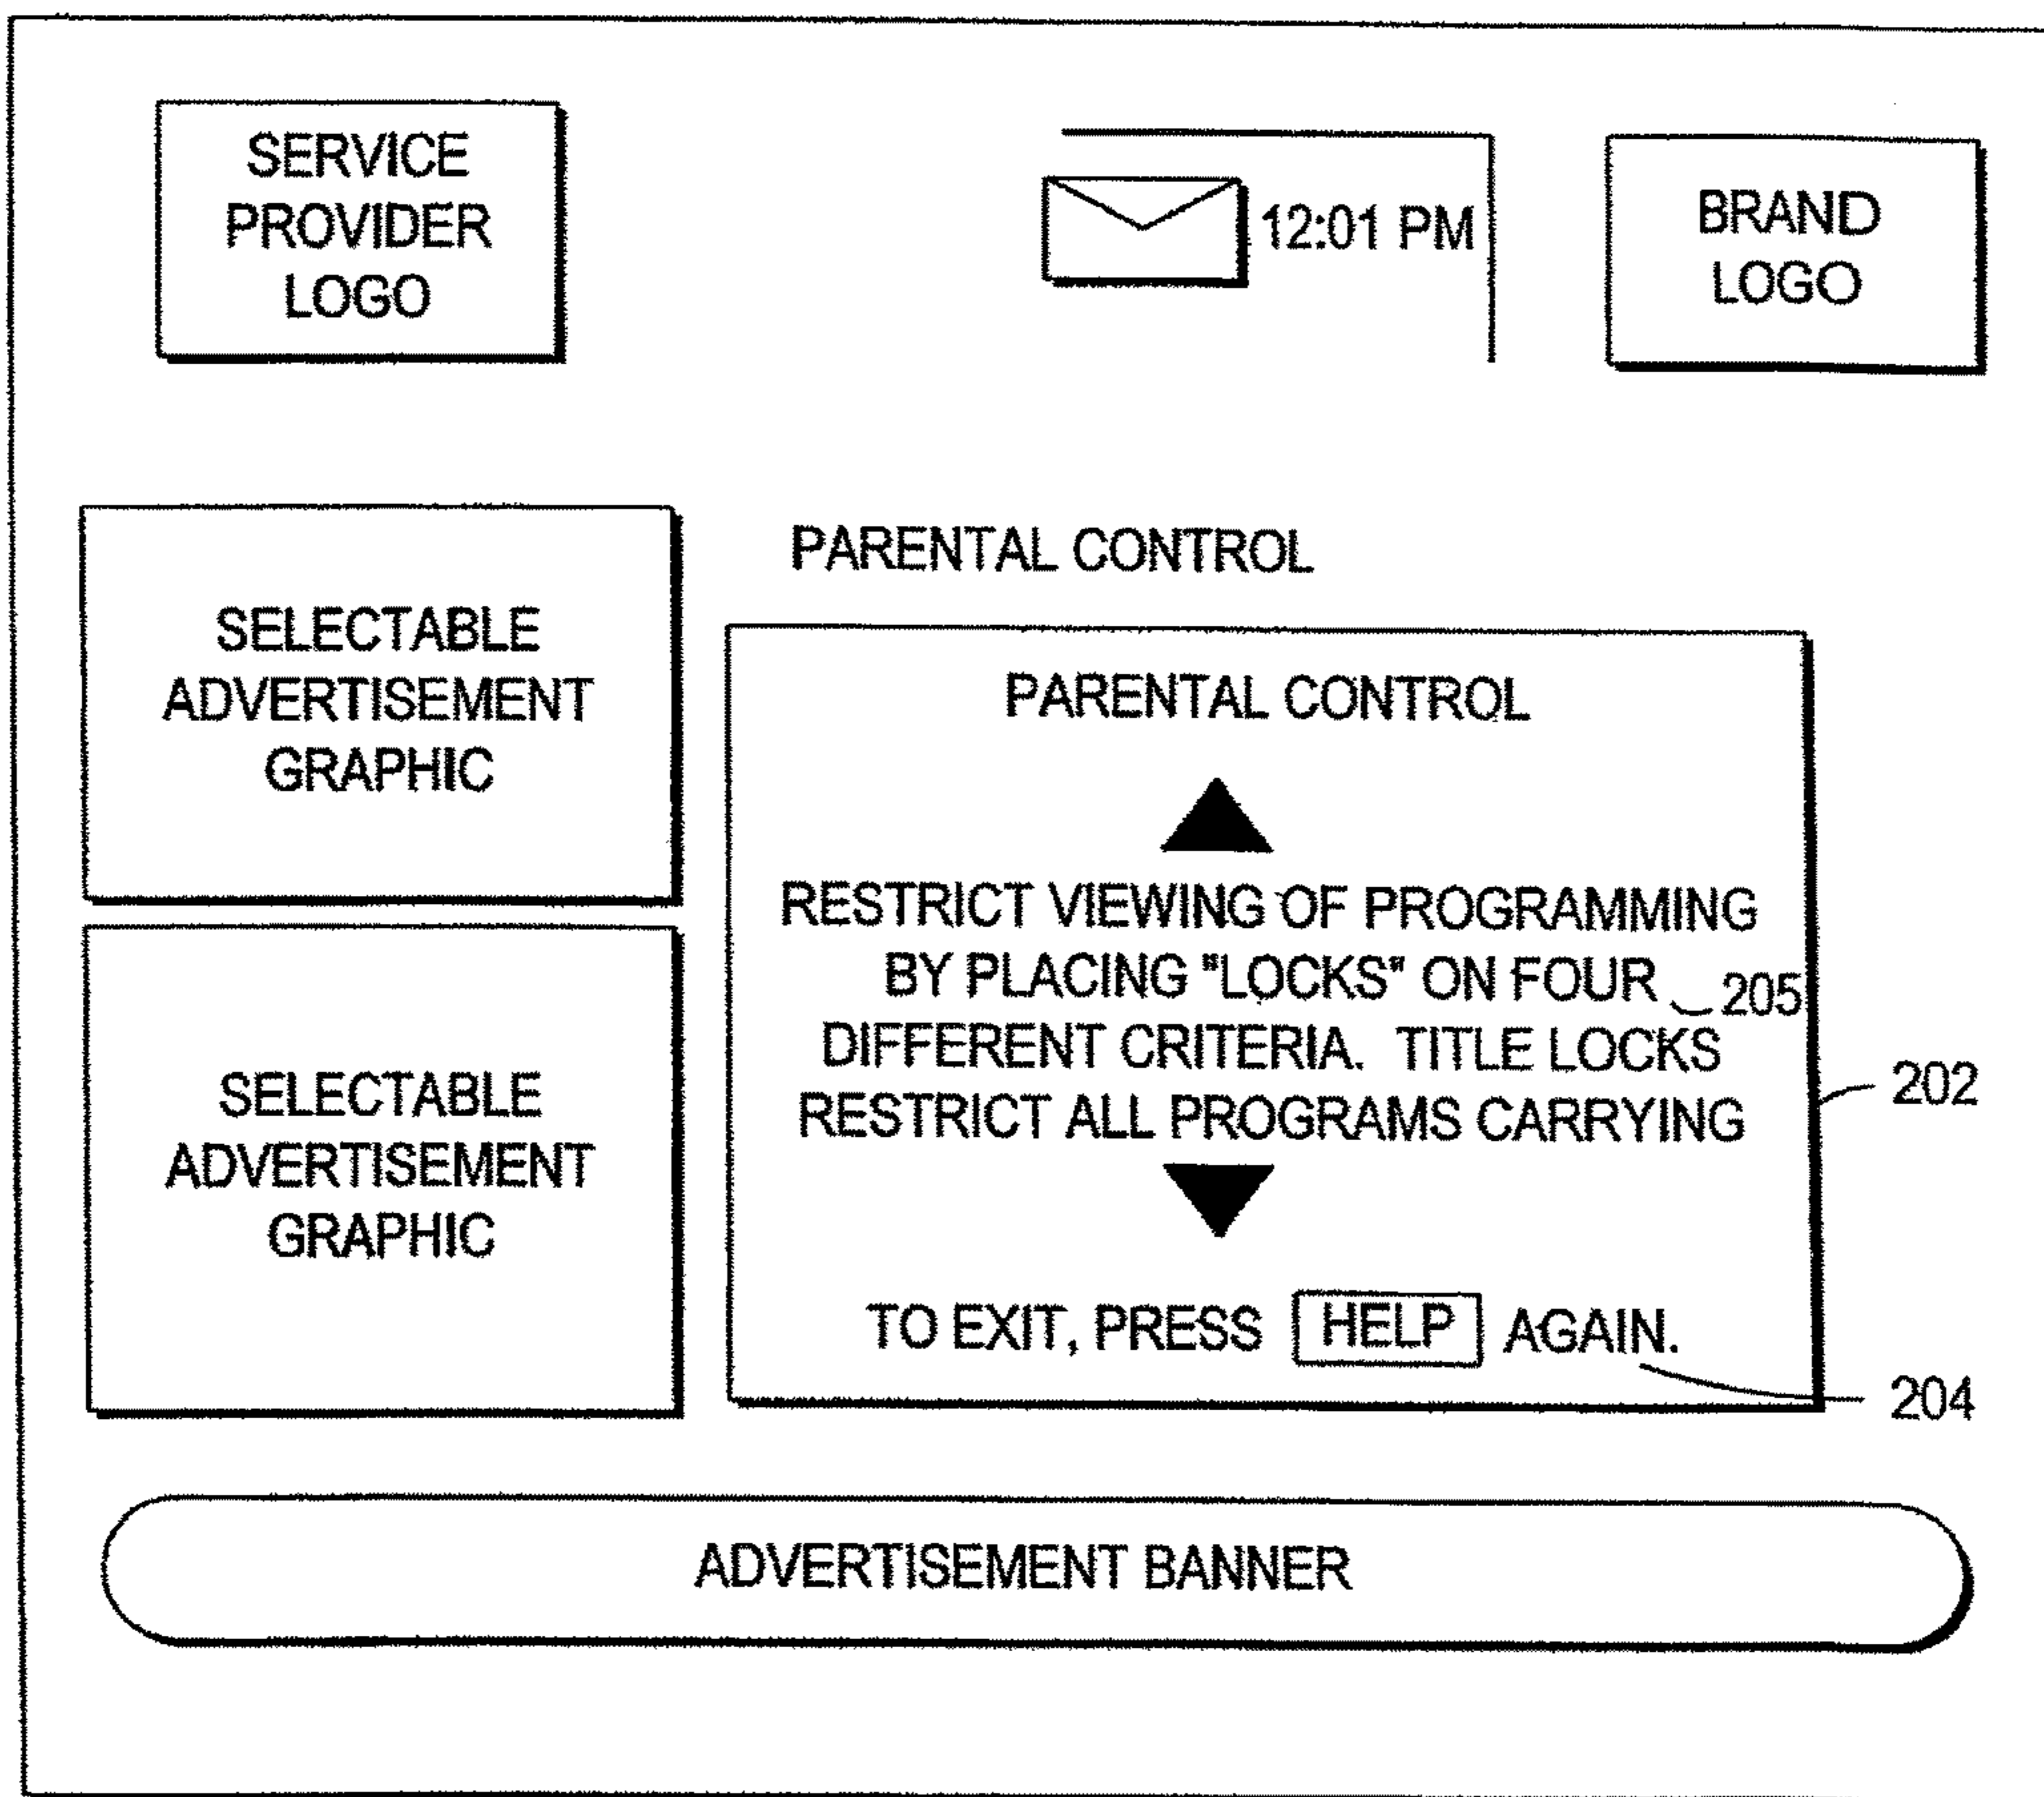 SERVICE
PROVIDER
LOGO
12:01 PM
BRAND
LOGO
SELECTABLE
ADVERTISEMENT
GRAPHIC
SELECTABLE
ADVERTISEMENT
GRAPHIC
PARENTAL CONTROL
PARENTAL CONTROL
RESTRICT VIEWING OF PROGRAMMING
BY PLACING "LOCKS" ON FOUR
205
DIFFERENT CRITERIA. TITLE LOCKS
RESTRICT ALL PROGRAMS CARRYING
202
TO EXIT, PRESS HELP AGAIN.
204
ADVERTISEMENT BANNER